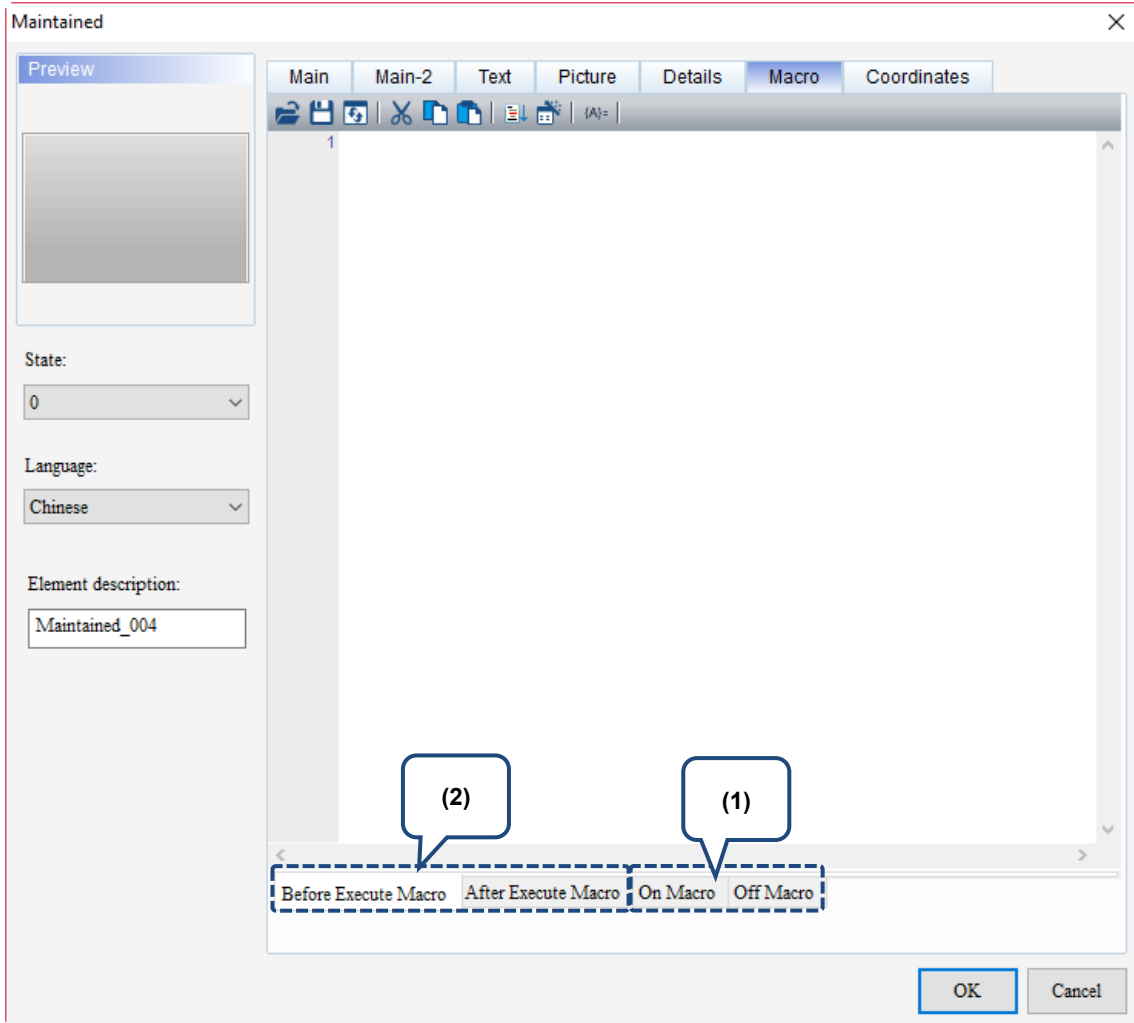 Maintained
Preview
Main Main-2 Text Picture Details Macro Coordinates
{A}=
1
State:
0
Language:
Chinese
Element description:
Maintained_004
(2) (1)
Before Execute Macro After Execute Macro On Macro Off Macro
OK Cancel